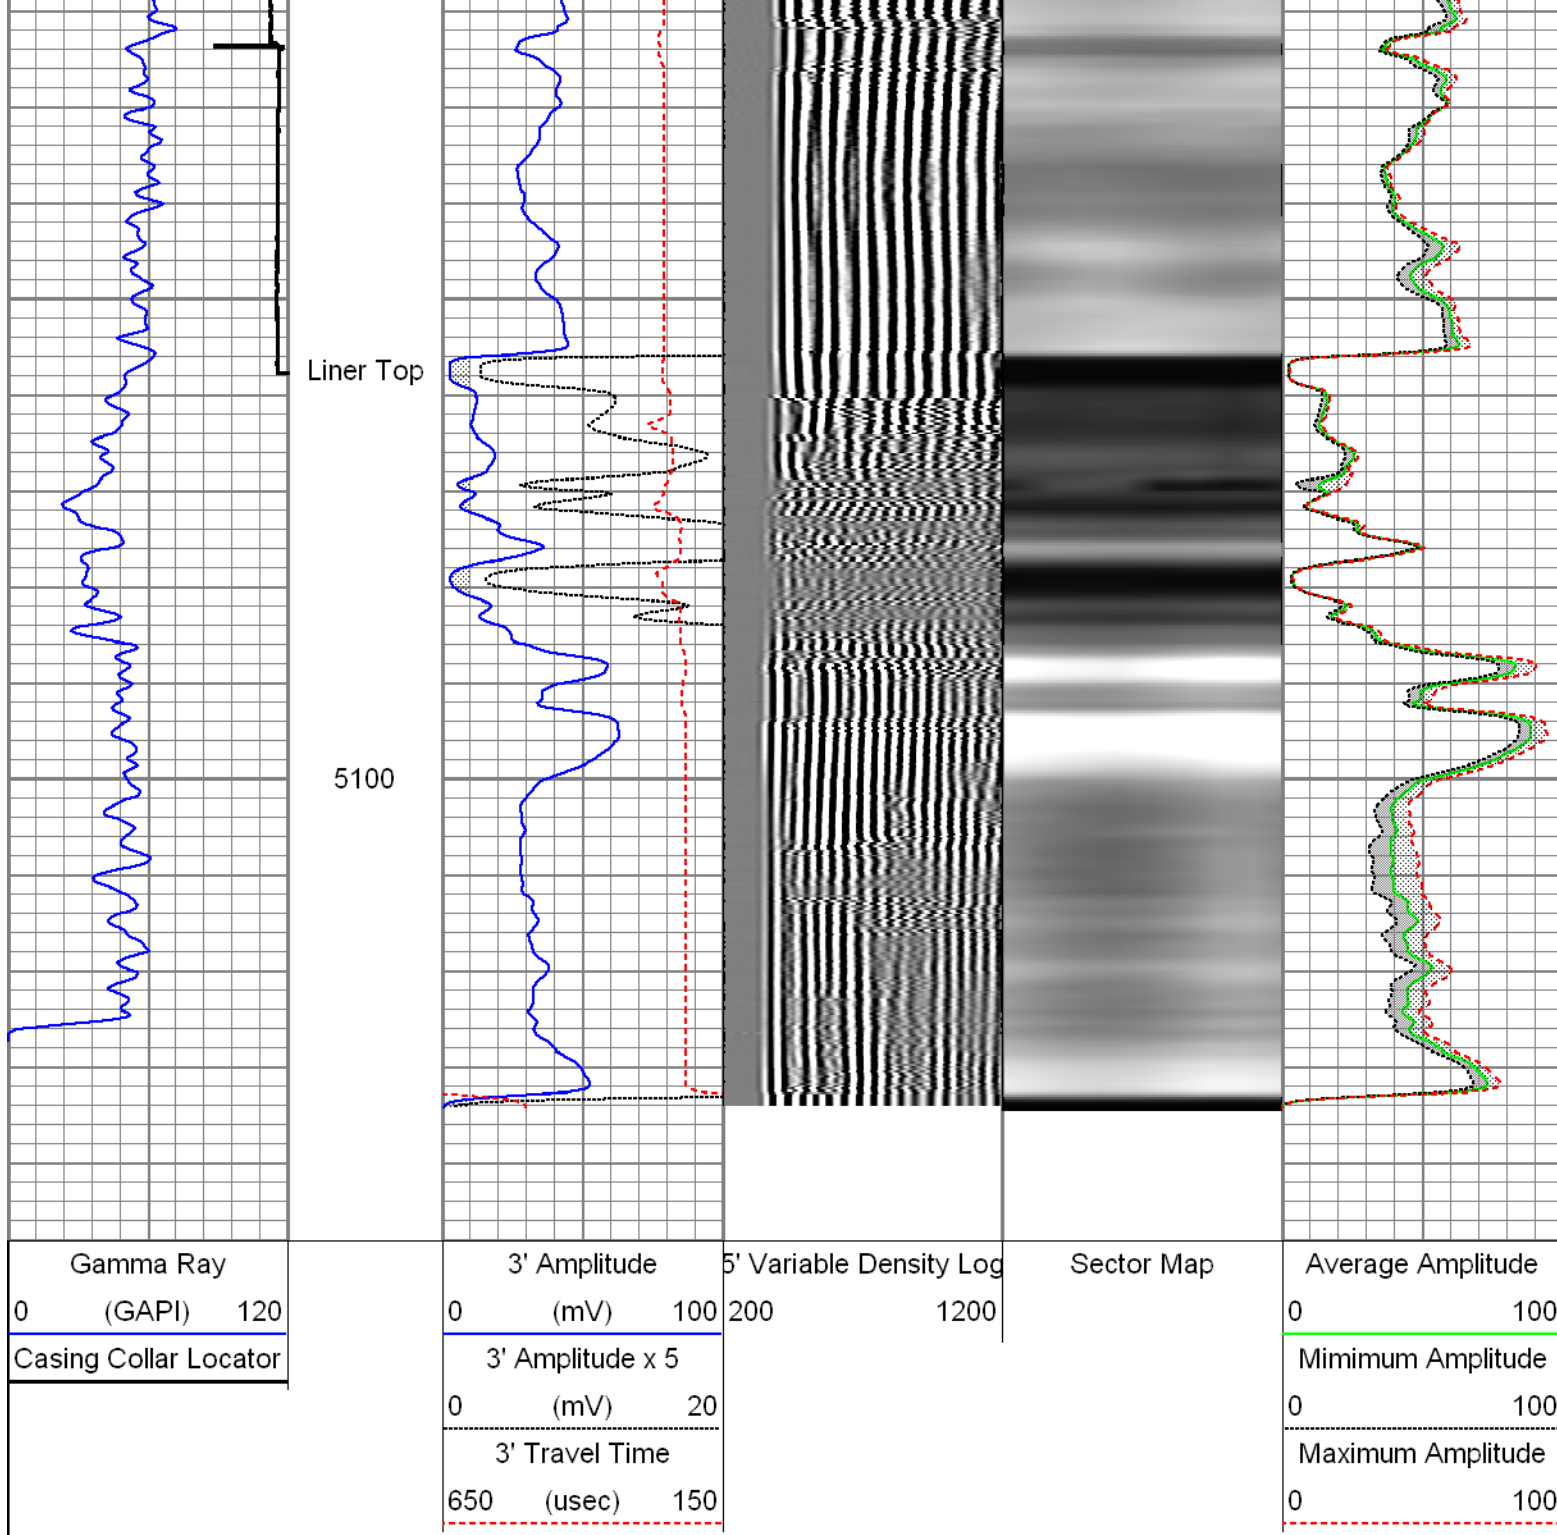 Liner Top
5100
Gamma Ray
0 (GAPI) 120
Casing Collar Locator
3' Amplitude
0 (mV) 100
3' Amplitude x 5
0 (mV) 20
3' Travel Time
650 (usec) 150
5' Variable Density Log
200 1200
Sector Map
Average Amplitude
0 100
Mimimum Amplitude
0 100
Maximum Amplitude
0 100